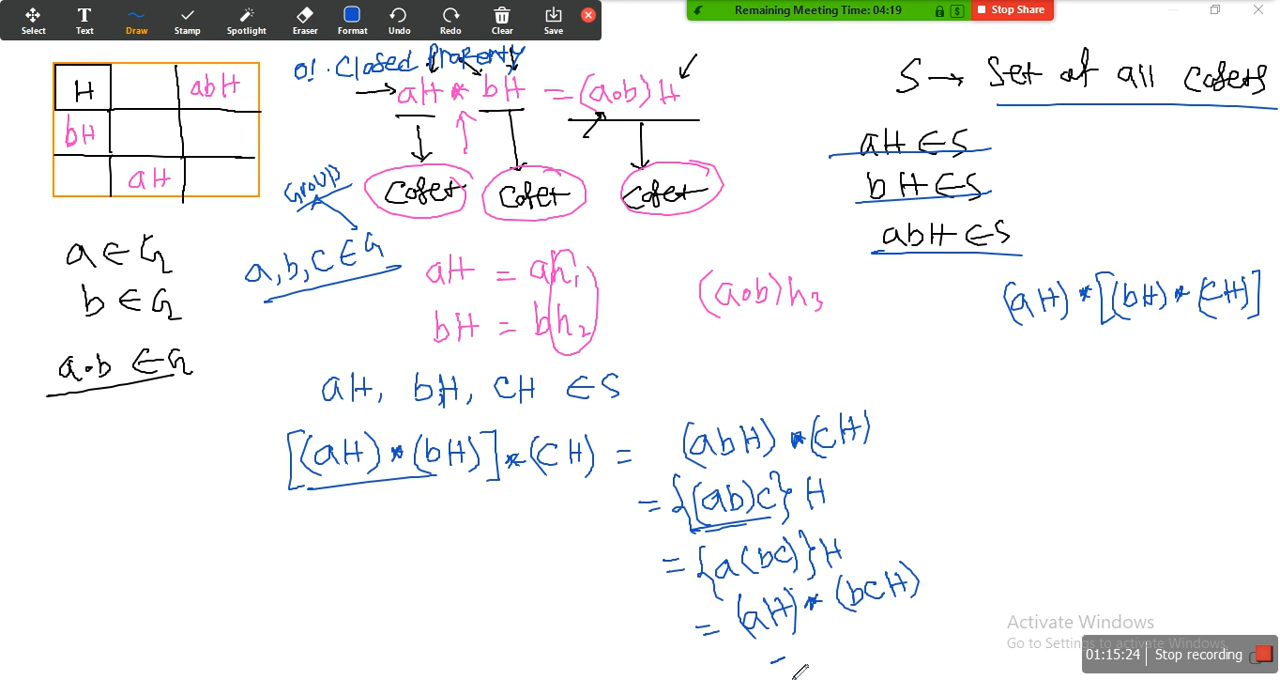 Select Text Draw Stamp Spotlight Eraser Format Undo Redo Clear Save
Remaining Meeting Time: 04:19
Stop Share
H
abH
bH
aH
01. Closed Property
aH * bH = (aob)H
Coset Coset Coset
S → Set of all Cosets
aH ∈ S
bH ∈ S
abH ∈ S
Group
a, b, c ∈ G
a ∈ G
b ∈ G
a·b ∈ G
aH = ah₁
bH = bh₂
(aob)h₃
(aH) * [(bH) * (CH)]
aH, bH, CH ∈ S
[(aH) * (bH)] * (CH) = (abH) * (CH)
= {(ab)c} H
= {a(bc)} H
= (aH) * (bCH)
=
Activate Windows
Go to Settings to activate Windows.
01:15:24 Stop recording